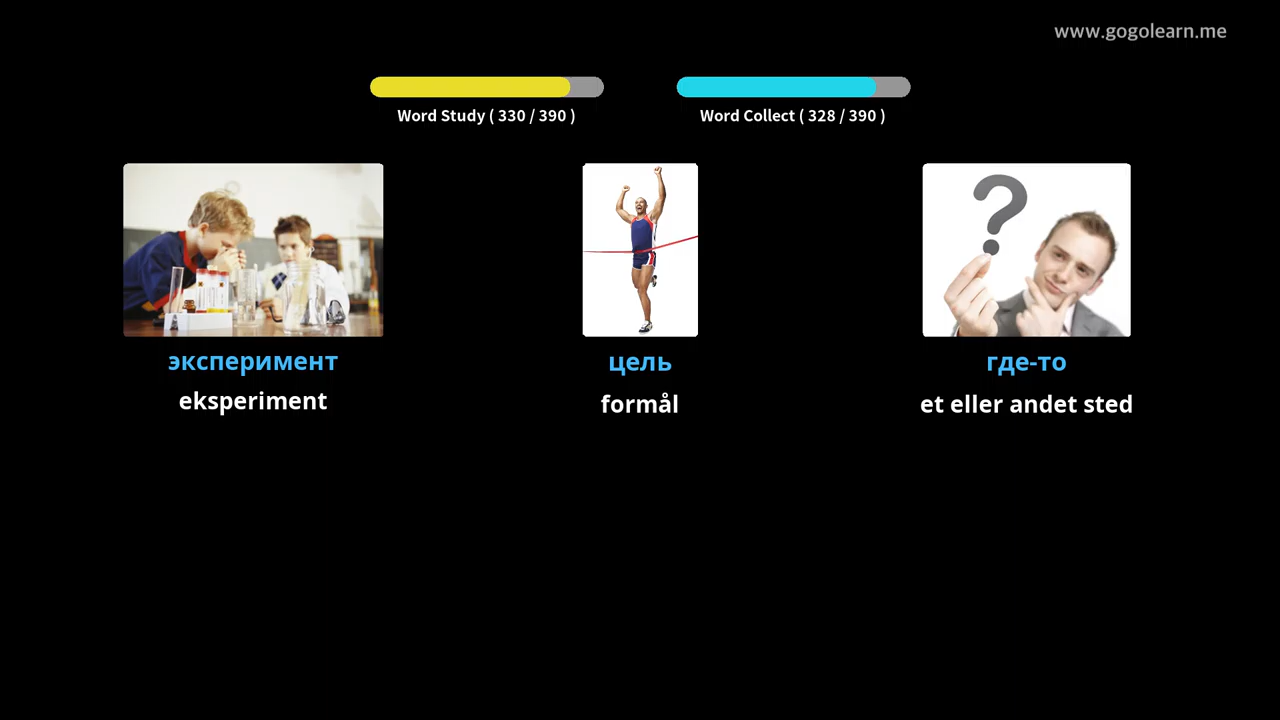 www.gogolearn.me
Word Study ( 330 / 390 )
Word Collect ( 328 / 390 )
эксперимент
eksperiment
цель
formål
где-то
et eller andet sted